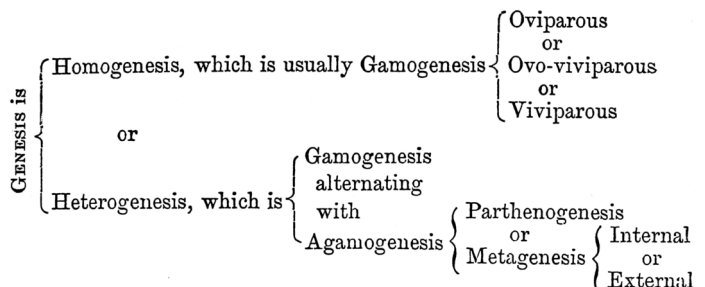 GENESIS is
Homogenesis, which is usually Gamogenesis
Oviparous
or
Ovo-viviparous
or
Viviparous
or
Heterogenesis, which is
Gamogenesis
alternating
with
Agamogenesis
Parthenogenesis
or
Metagenesis
Internal
or
External